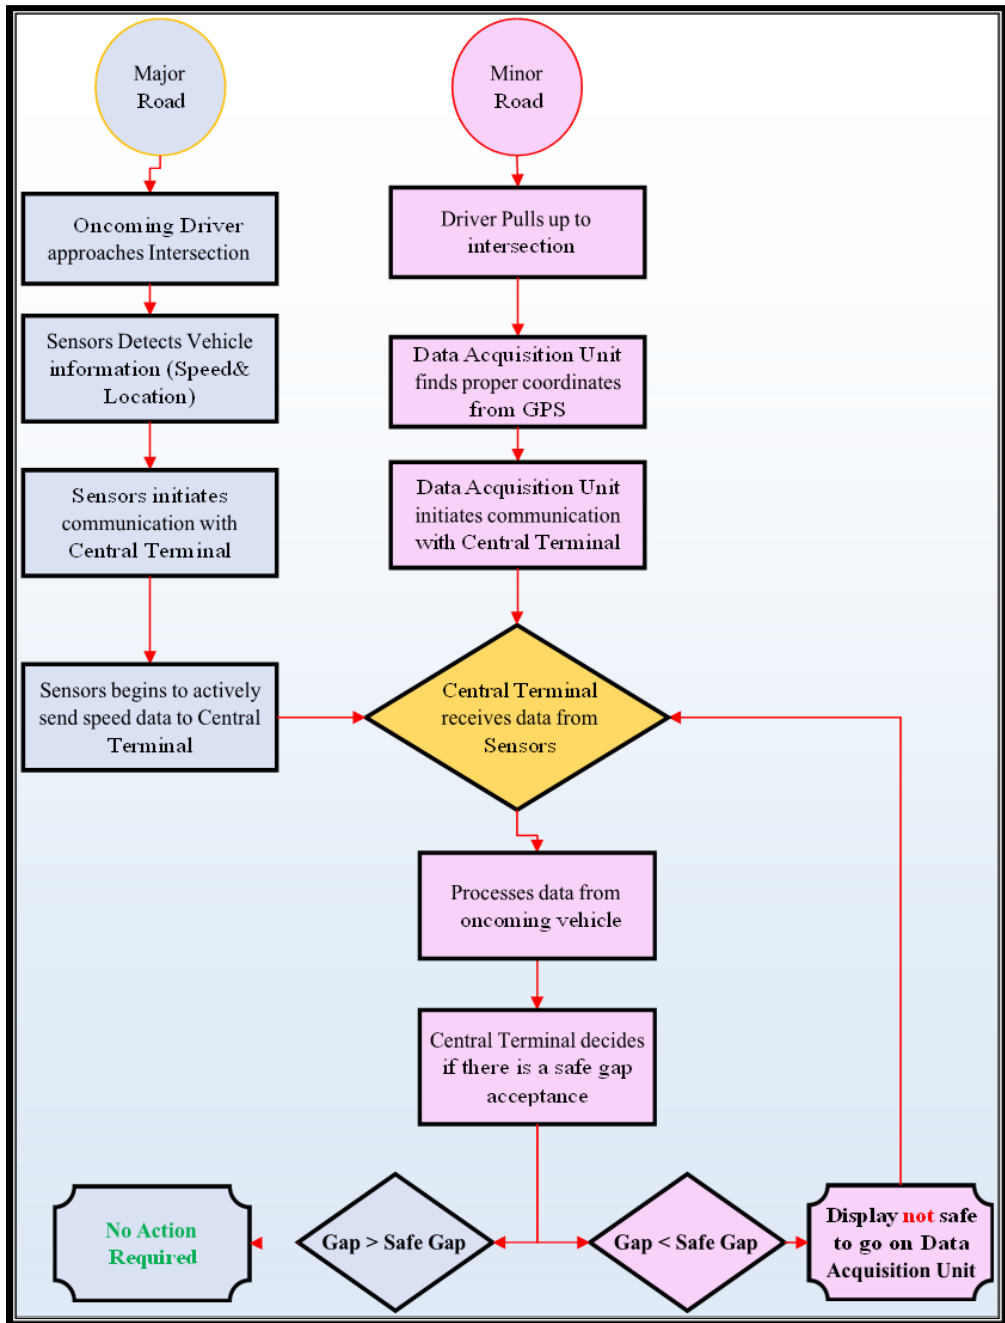 Major
Road
Minor
Road
Oncoming Driver
approaches Intersection
Driver Pulls up to
intersection
Sensors Detects Vehicle
information (Speed&
Location)
Data Acquisition Unit
finds proper coordinates
from GPS
Sensors initiates
communication with
Central Terminal
Data Acquisition Unit
initiates communication
with Central Terminal
Sensors begins to actively
send speed data to Central
Terminal
Central Terminal
receives data from
Sensors
Processes data from
oncoming vehicle
Central Terminal decides
if there is a safe gap
acceptance
No Action
Required
Gap > Safe Gap
Gap < Safe Gap
Display not safe
to go on Data
Acquisition Unit